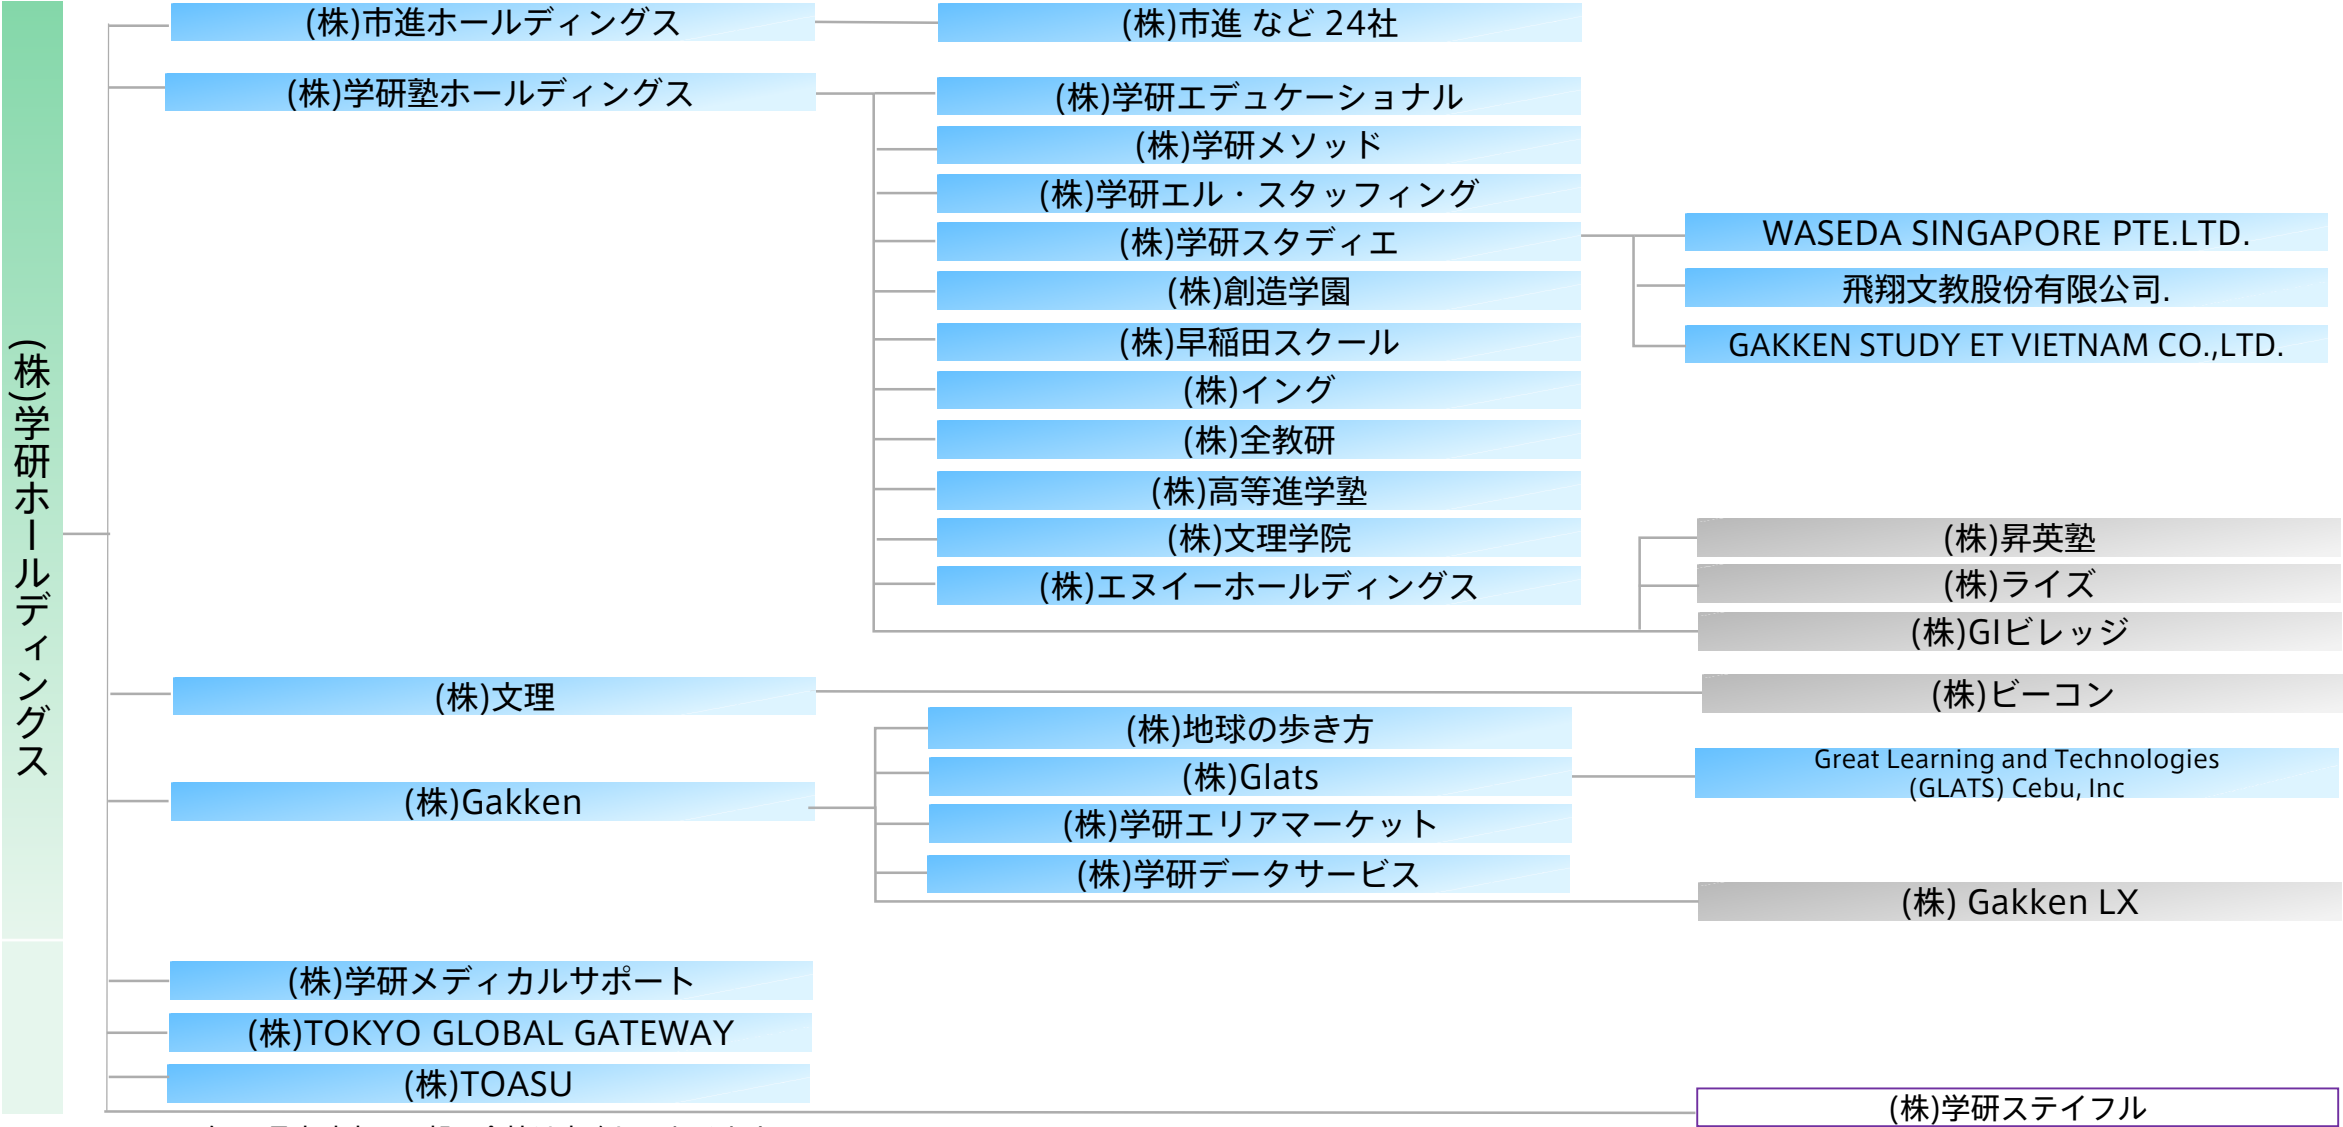 (株)学研ホールディングス
(株)市進ホールディングス
(株)市進 など 24社
(株)学研塾ホールディングス
(株)学研エデュケーショナル
(株)学研メソッド
(株)学研エル・スタッフィング
(株)学研スタディエ
WASEDA SINGAPORE PTE.LTD.
飛翔文教股份有限公司.
GAKKEN STUDY ET VIETNAM CO.,LTD.
(株)創造学園
(株)早稲田スクール
(株)イング
(株)全教研
(株)高等進学塾
(株)文理学院
(株)エヌイーホールディングス
(株)昇英塾
(株)ライズ
(株)GIビレッジ
(株)文理
(株)ビーコン
(株)Gakken
(株)地球の歩き方
(株)Glats
Great Learning and Technologies
(GLATS) Cebu, Inc
(株)学研エリアマーケット
(株)学研データサービス
(株) Gakken LX
(株)学研メディカルサポート
(株)TOKYO GLOBAL GATEWAY
(株)TOASU
(株)学研ステイフル